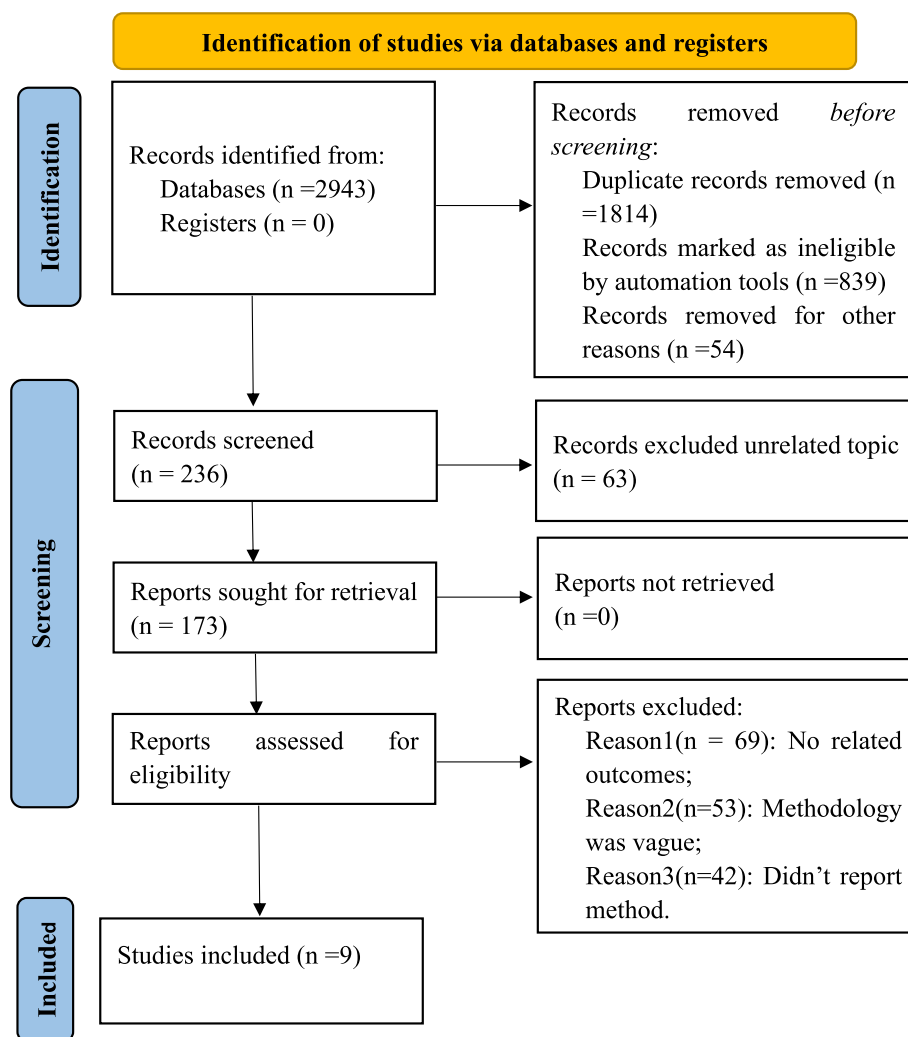 Identification of studies via databases and registers
Identification
Records identified from:
Databases (n =2943)
Registers (n = 0)
Records removed before
screening:
Duplicate records removed (n
=1814)
Records marked as ineligible
by automation tools (n =839)
Records removed for other
reasons (n =54)
Screening
Records screened
(n = 236)
Records excluded unrelated topic
(n = 63)
Reports sought for retrieval
(n = 173)
Reports not retrieved
(n =0)
Reports assessed for
eligibility
Reports excluded:
Reason1(n = 69): No related
outcomes;
Reason2(n=53): Methodology
was vague;
Reason3(n=42): Didn’t report
method.
Included
Studies included (n =9)